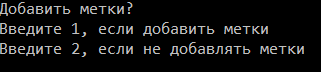 Добавить метки?
Введите 1, если добавить метки
Введите 2, если не добавлять метки